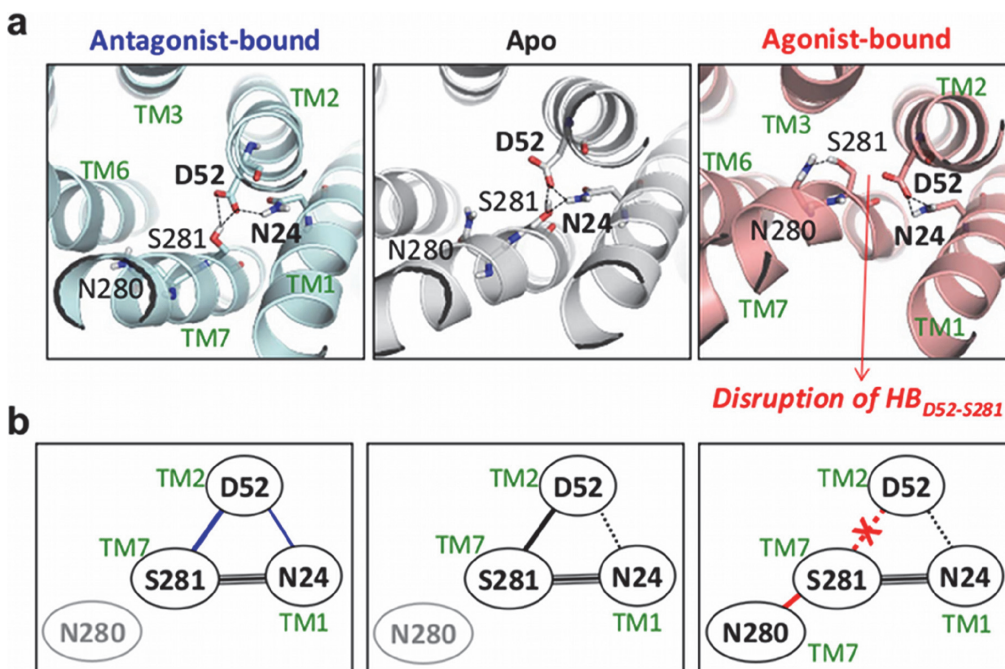 a
Antagonist-bound
Apo
Agonist-bound
TM3
TM2
TM6
D52
S281
N24
N280
TM1
TM7
D52
S281
N24
N280
TM2
TM3
S281
TM6
D52
N280
N24
TM7
TM1
Disruption of HB D52-S281
b
TM2
D52
TM7
S281
N24
N280
TM1
TM2
D52
TM7
S281
N24
N280
TM1
TM2
D52
TM7
S281
N24
N280
TM1
TM7